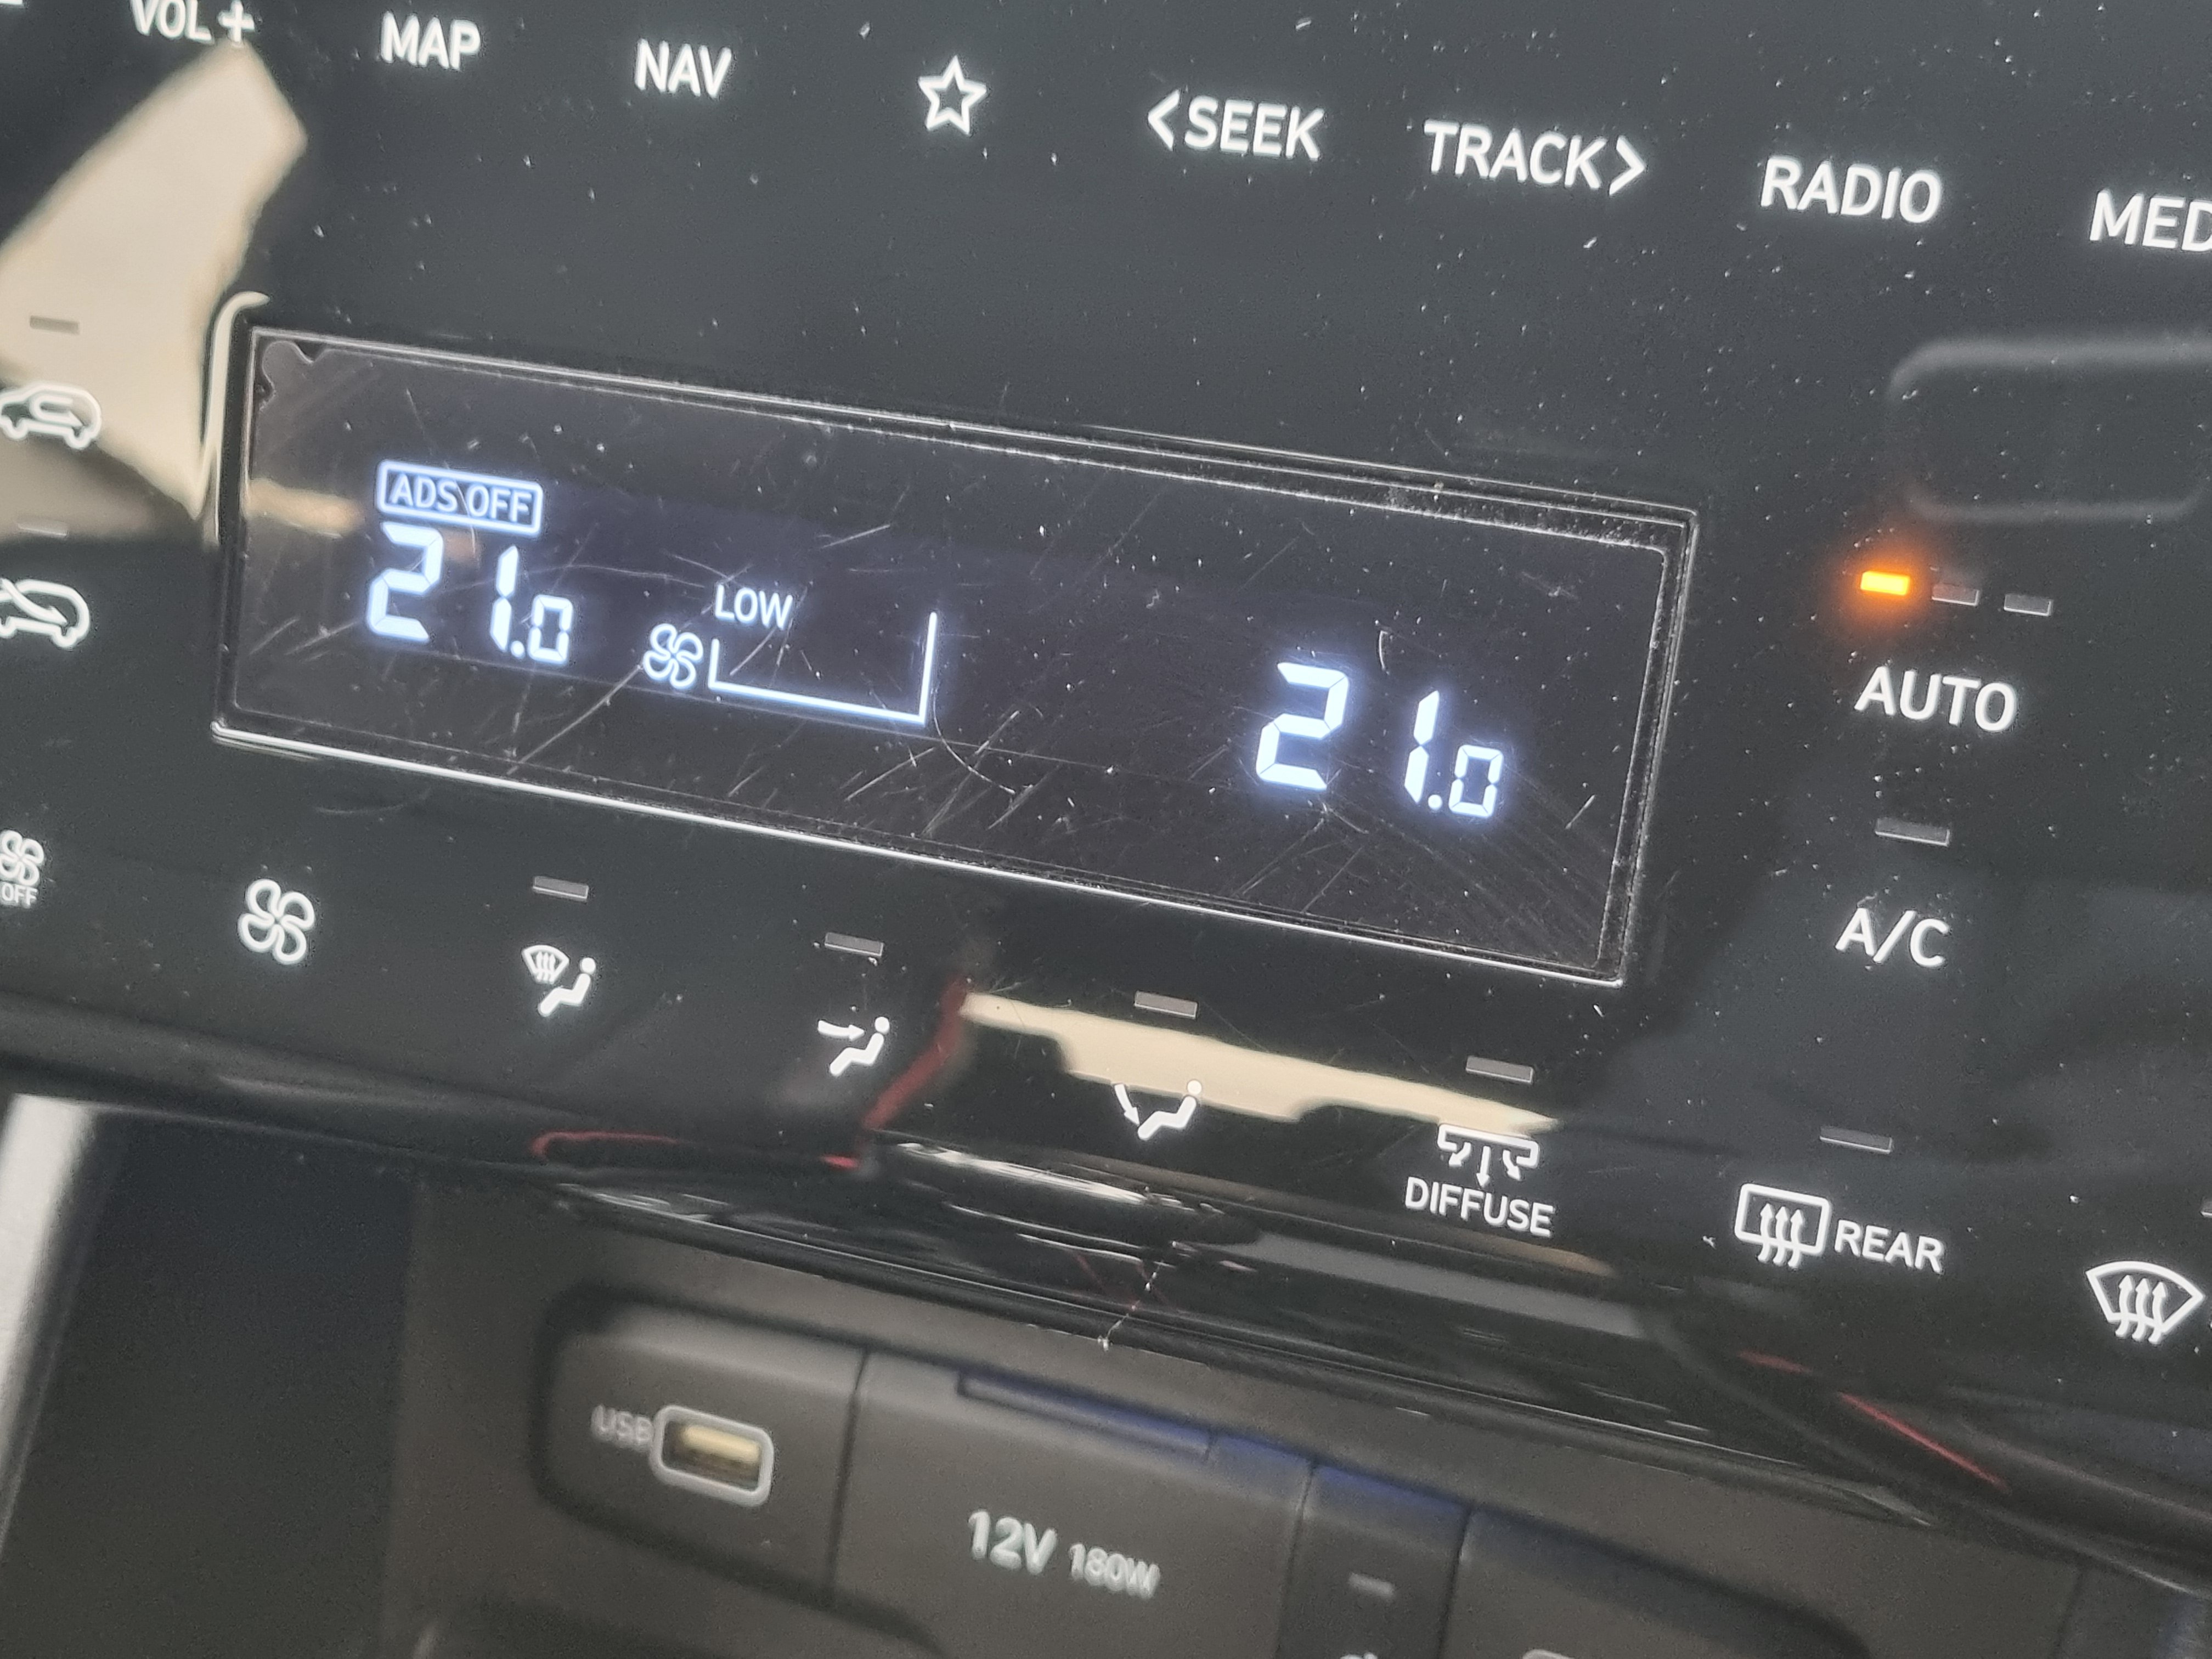 VOL +
MAP
NAV
<SEEK
TRACK>
RADIO
MED
ADS OFF
21.0
LOW
21.0
AUTO
A/C
OFF
DIFFUSE
REAR
USB
12V 180W